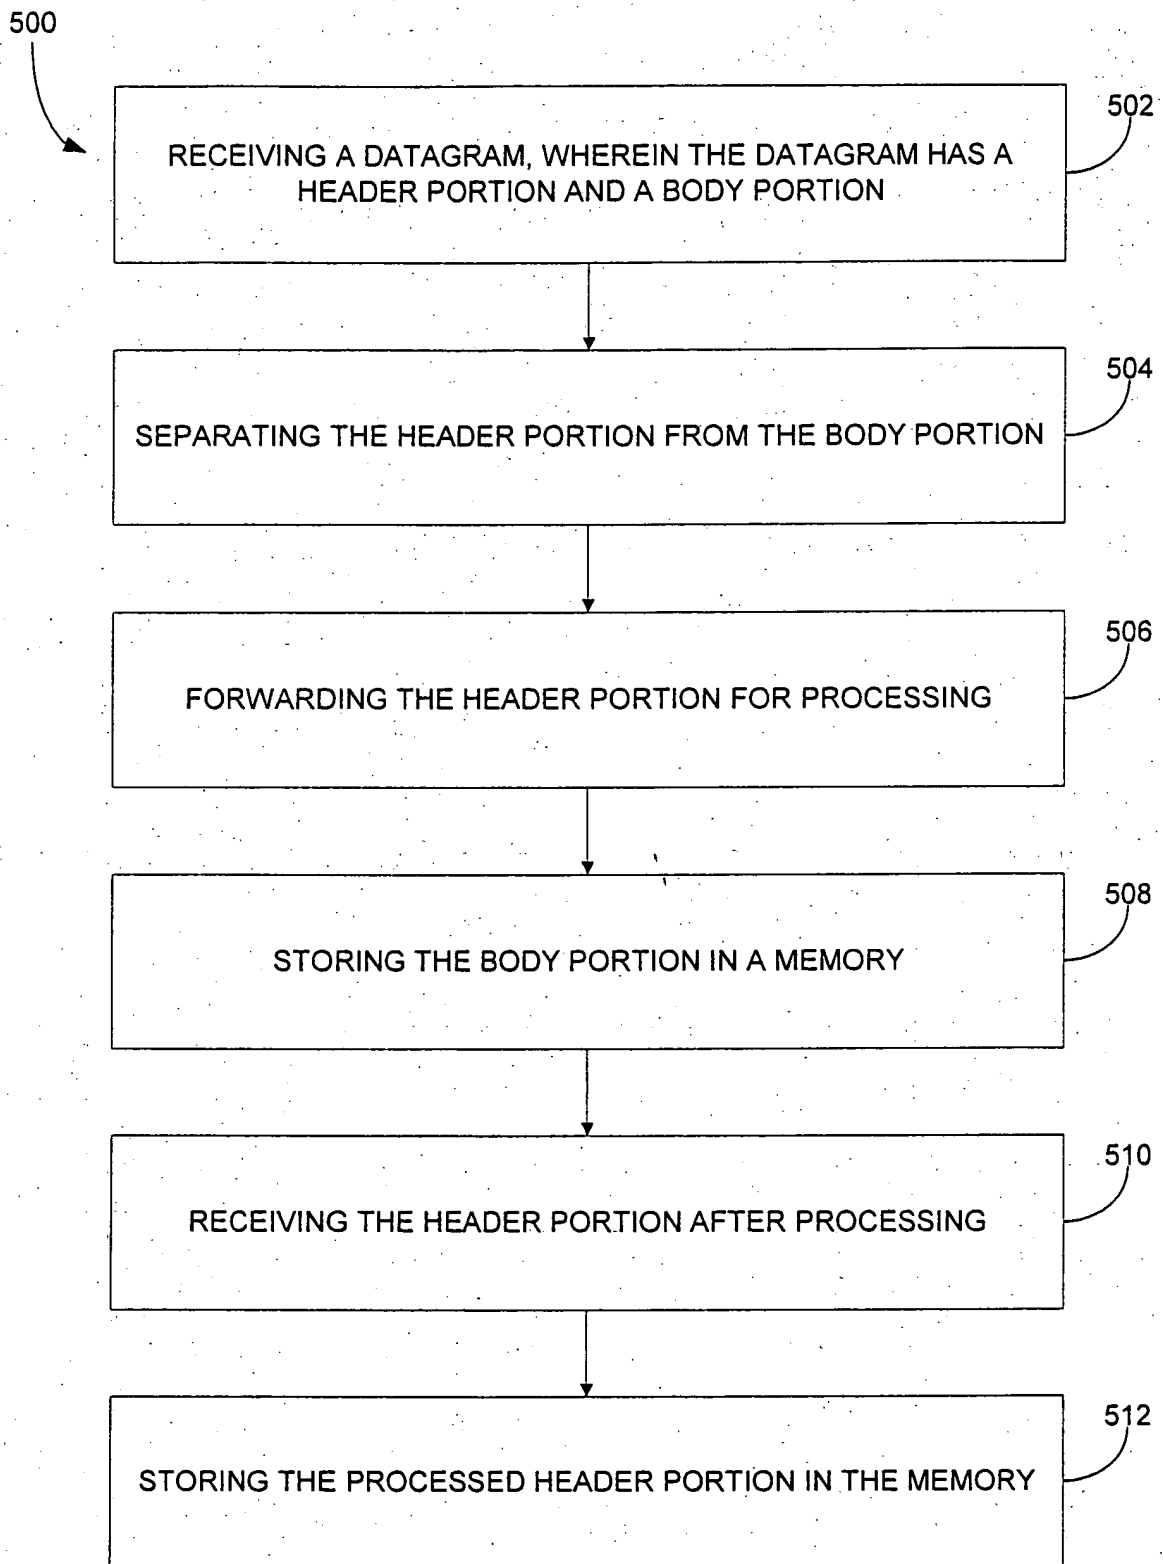 500
502
RECEIVING A DATAGRAM, WHEREIN THE DATAGRAM HAS A
HEADER PORTION AND A BODY PORTION
504
SEPARATING THE HEADER PORTION FROM THE BODY PORTION
506
FORWARDING THE HEADER PORTION FOR PROCESSING
508
STORING THE BODY PORTION IN A MEMORY
510
RECEIVING THE HEADER PORTION AFTER PROCESSING
512
STORING THE PROCESSED HEADER PORTION IN THE MEMORY